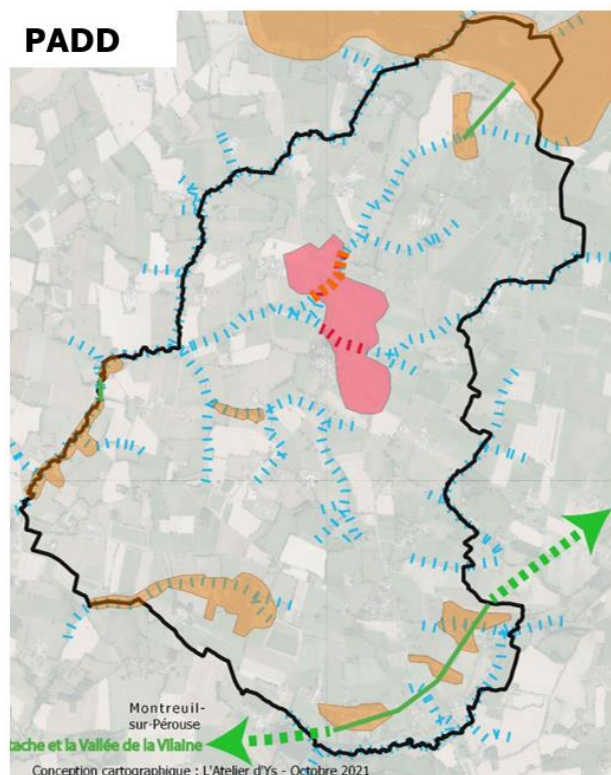 PADD
Montreuil-
sur-Pérouse
tache et la Vallée de la Vilaine
Conception cartographique : L'Atelier d'Ys - Octobre 2021